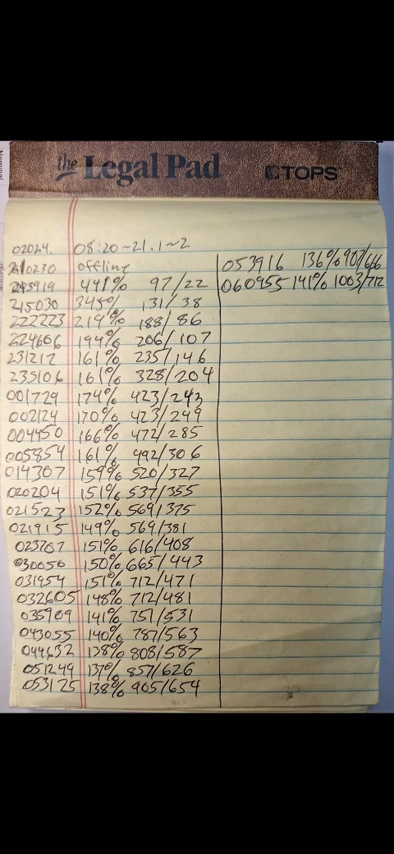 the Legal Pad TOPS
02024. 08:20~21.1~2
210230 offline
215919 441% 97/22
215030 348% 131/38
222223 219% 188/86
224606 194% 206/107
231212 161% 235/146
235106 161% 328/204
001729 174% 423/243
002124 170% 423/249
004450 166% 472/285
005854 161% 492/306
014307 159% 520/327
020204 151% 537/355
021523 152% 569/375
021915 149% 569/381
023707 151% 616/408
030050 150% 665/443
031954 151% 712/471
032605 148% 712/481
035909 141% 751/531
043055 140% 787/563
044632 138% 808/587
051249 137% 857/626
053125 138% 905/654
053916 136% 907/66
060955 141% 1003/712